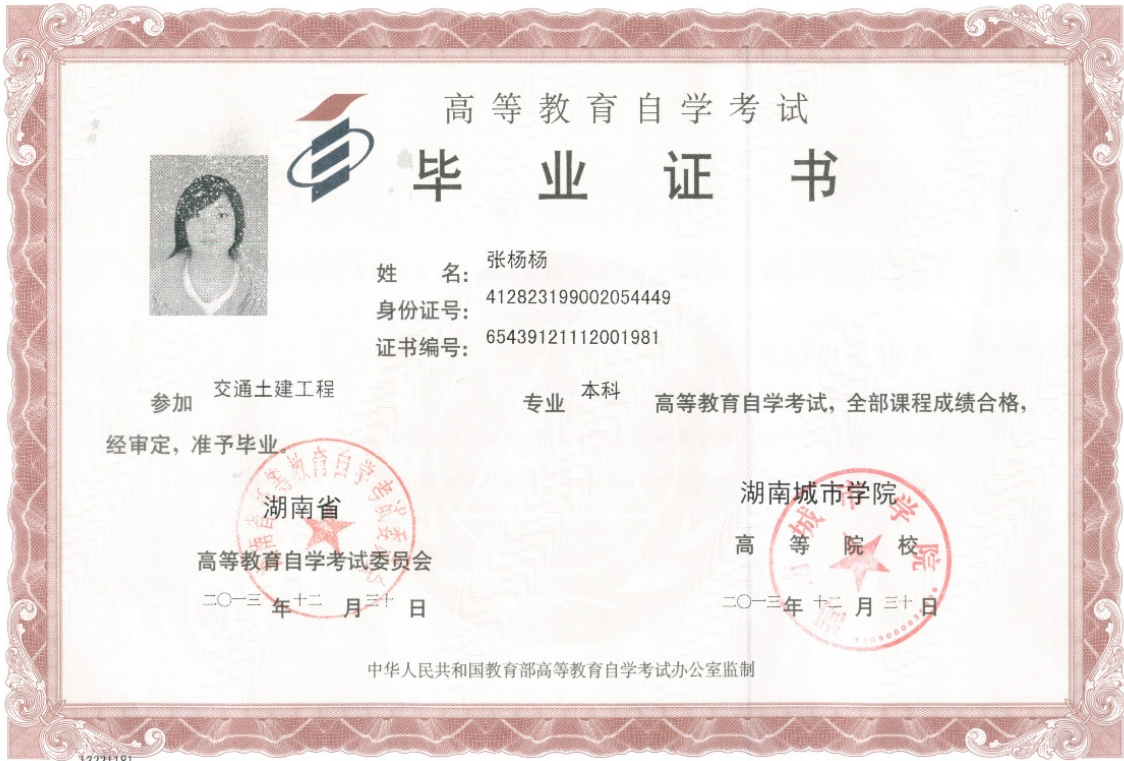 高等教育自学考试
毕业证书
姓 名: 张杨杨
身份证号: 412823199002054449
证书编号: 65439121112001981
参加 交通土建工程 专业 本科 高等教育自学考试, 全部课程成绩合格,
经审定, 准予毕业。
湖南省
高等教育自学考试委员会
二〇一三 年 十二 月 三十 日
湖南城市学院
高等院校
二〇一三 年 十二 月 三十 日
中华人民共和国教育部高等教育自学考试办公室监制